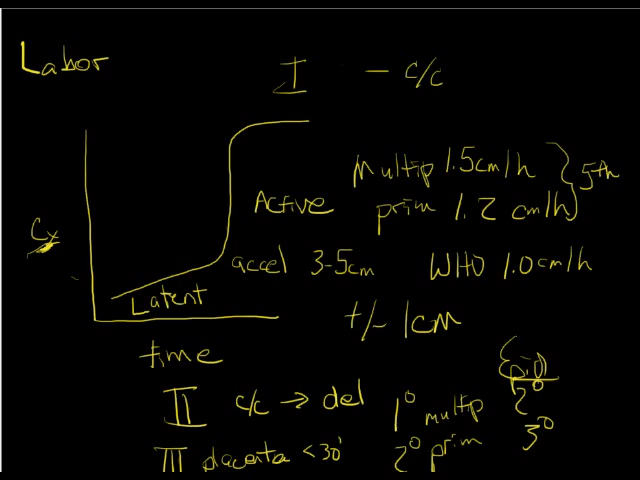 Labor
I - c/c
Multip 1.5cm/h } 5th
Active prim 1.2 cm/h
Cx
accel 3-5cm WHO 1.0cm/h
Latent
+/- 1cm
time
II c/c → del 1° multip 2°
III placenta <30' 2° prim 3°